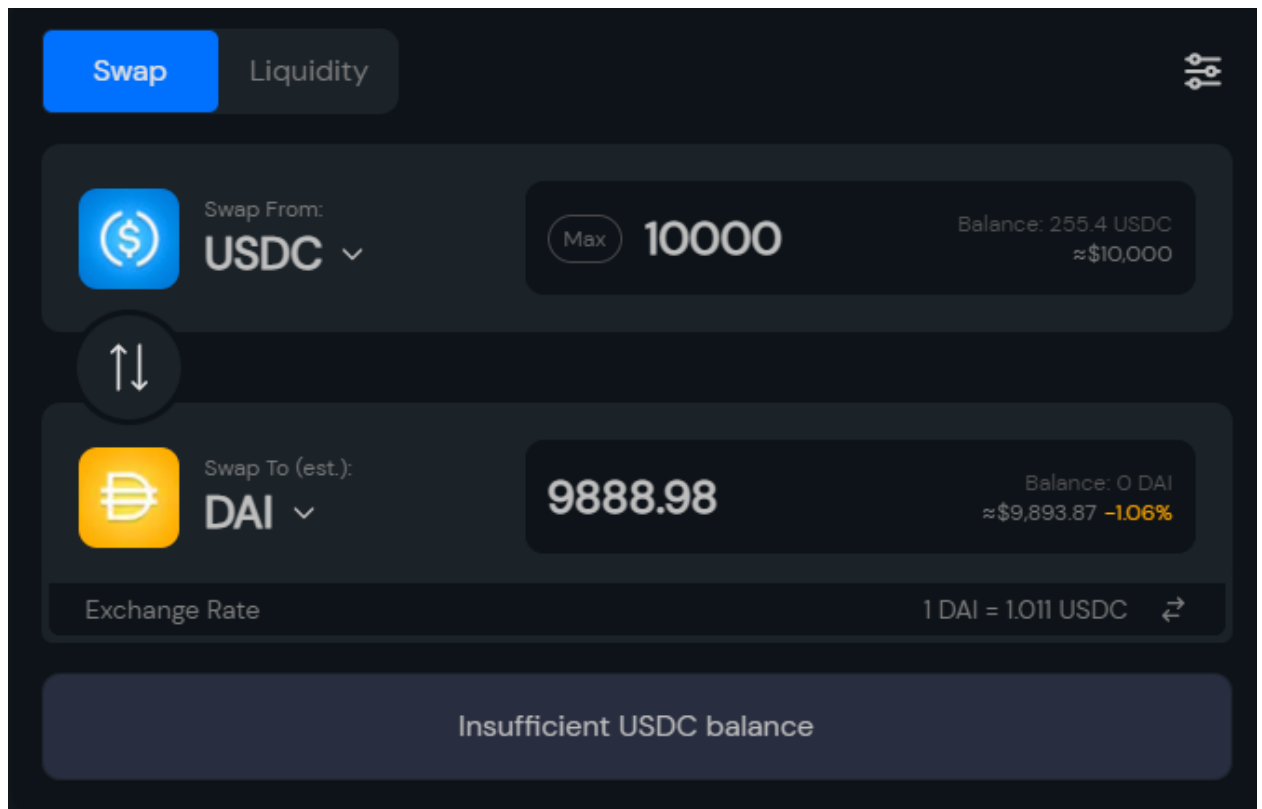 Swap Liquidity
Swap From:
USDC
Max 10000
Balance: 255.4 USDC
≈$10,000
Swap To (est.):
DAI
9888.98
Balance: 0 DAI
≈$9,893.87 -1.06%
Exchange Rate 1 DAI = 1.011 USDC
Insufficient USDC balance